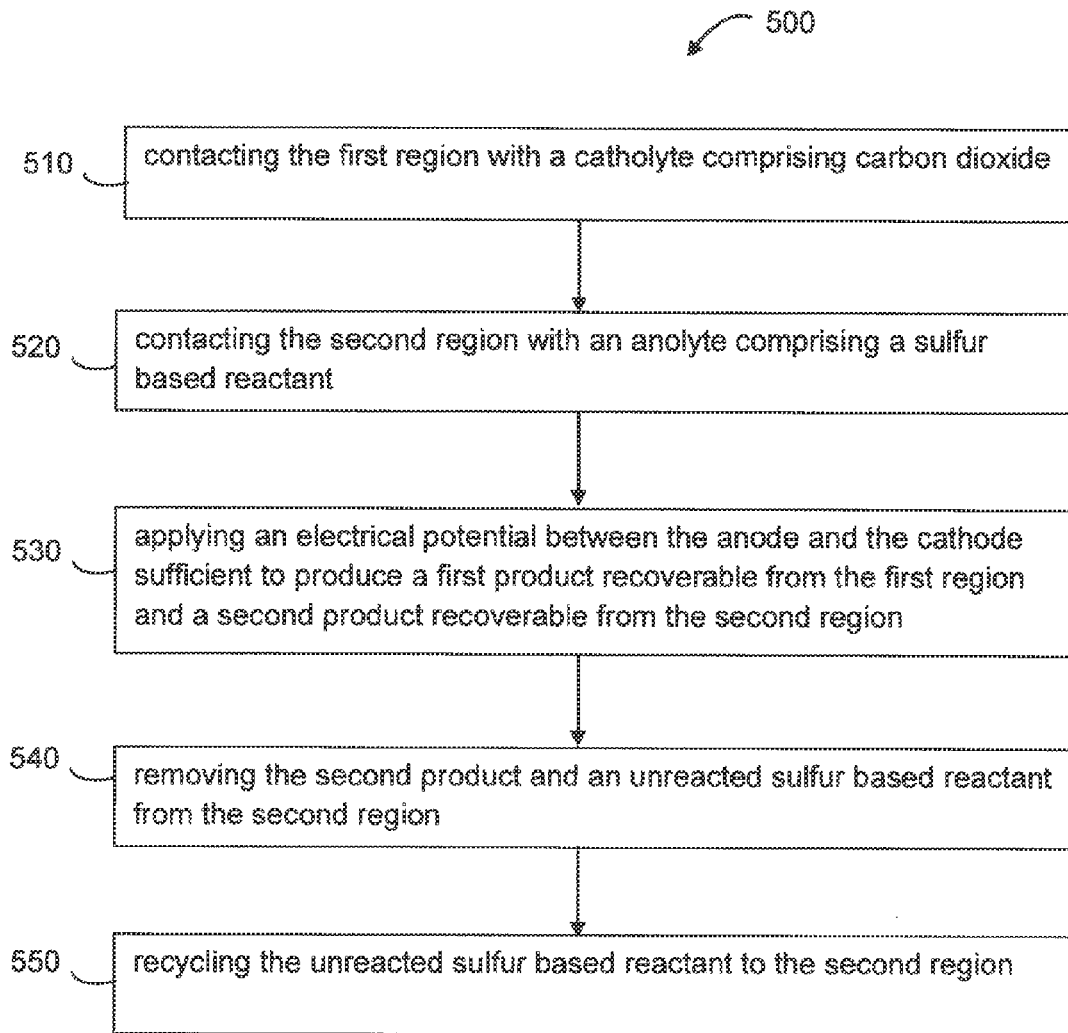 500
510
contacting the first region with a catholyte comprising carbon dioxide
520
contacting the second region with an anolyte comprising a sulfur
based reactant
530
applying an electrical potential between the anode and the cathode
sufficient to produce a first product recoverable from the first region
and a second product recoverable from the second region
540
removing the second product and an unreacted sulfur based reactant
from the second region
550
recycling the unreacted sulfur based reactant to the second region